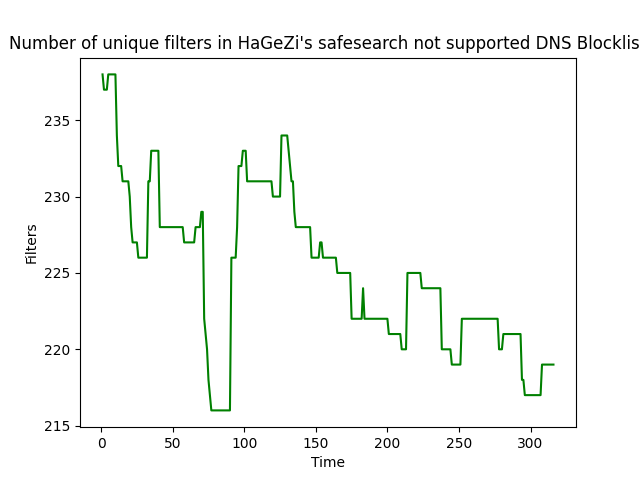 Number of unique filters in HaGeZi's safesearch not supported DNS Blocklis
235
230
225
220
215
Filters
0 50 100 150 200 250 300
Time